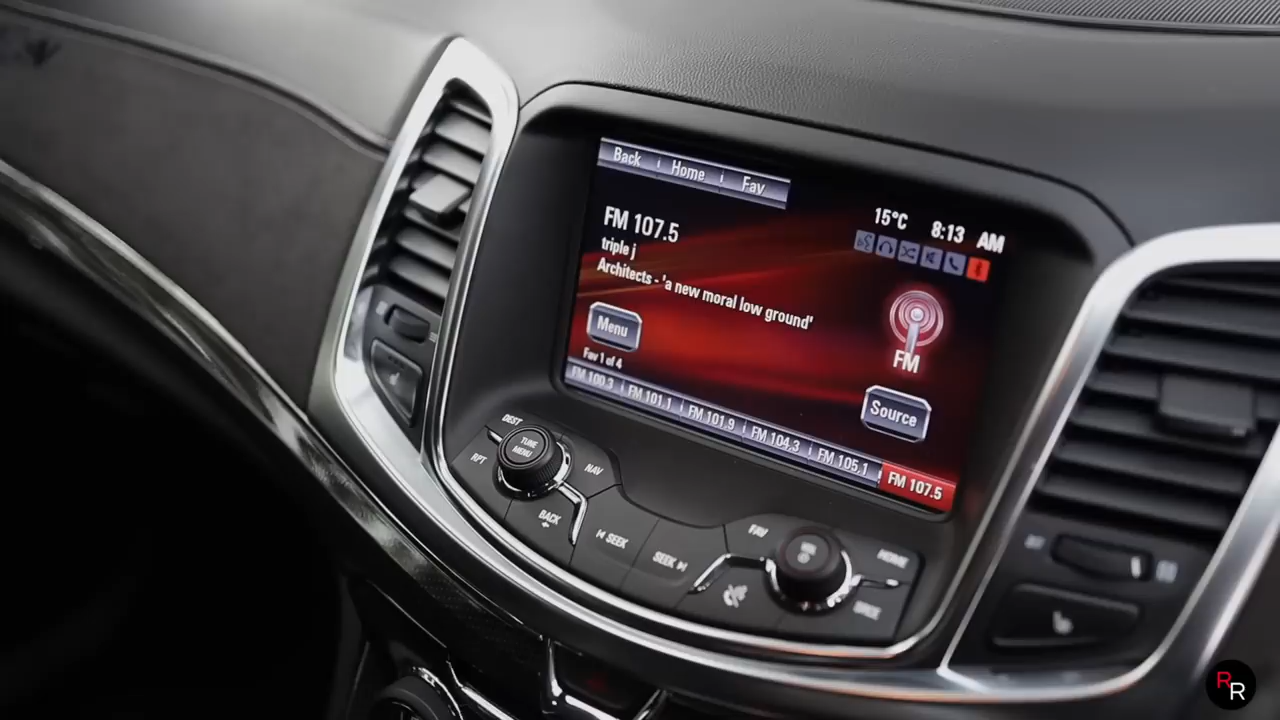 Back Home Fav
15°C 8:13 AM
FM 107.5
triple j
Architects - 'a new moral low ground'
Menu
FM
Source
Fav 1 of 4
FM 100.3 FM 101.1 FM 101.9 FM 104.3 FM 105.1 FM 107.5
DEST
TUNE
MENU
RPT
NAV
BACK
SEEK
SEEK
FAV
HOME
RR